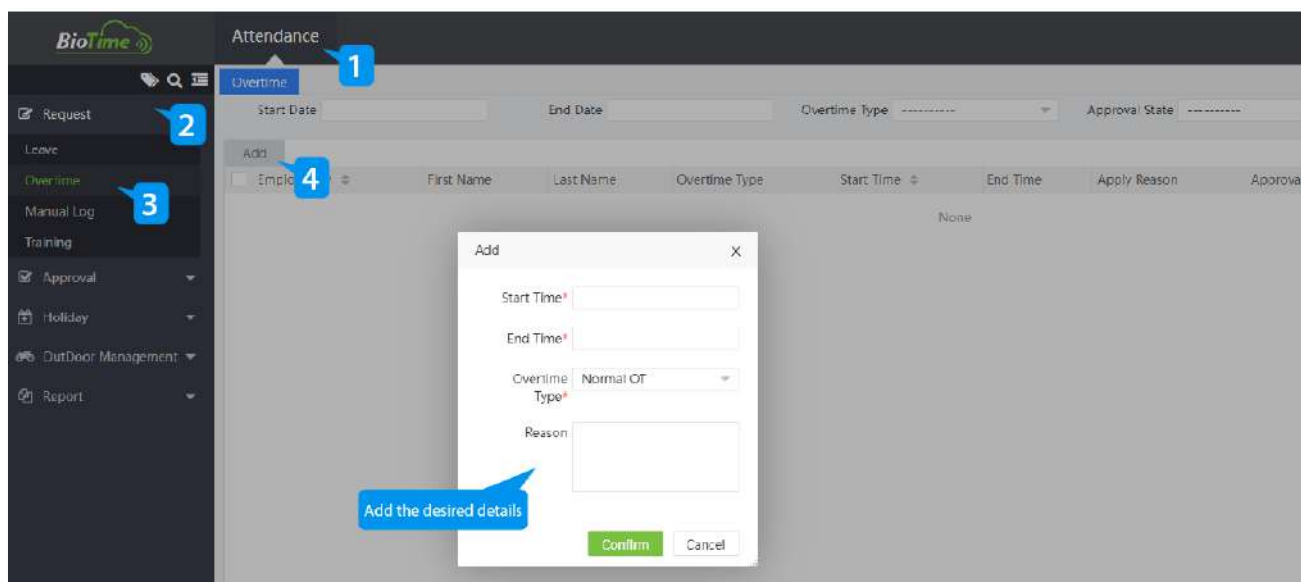 BioTime
Attendance
1
Overtime
Request
2
Start Date
End Date
Overtime Type ----------
Approval State ----------
Leave
Add
4
Overtime
First Name
Last Name
Overtime Type
Start Time
End Time
Apply Reason
3
Manual Log
None
Training
Add
X
Approval
Start Time*
Holiday
End Time*
OutDoor Management
Overtime Type*
Normal OT
Report
Reason
Add the desired details
Confirm
Cancel